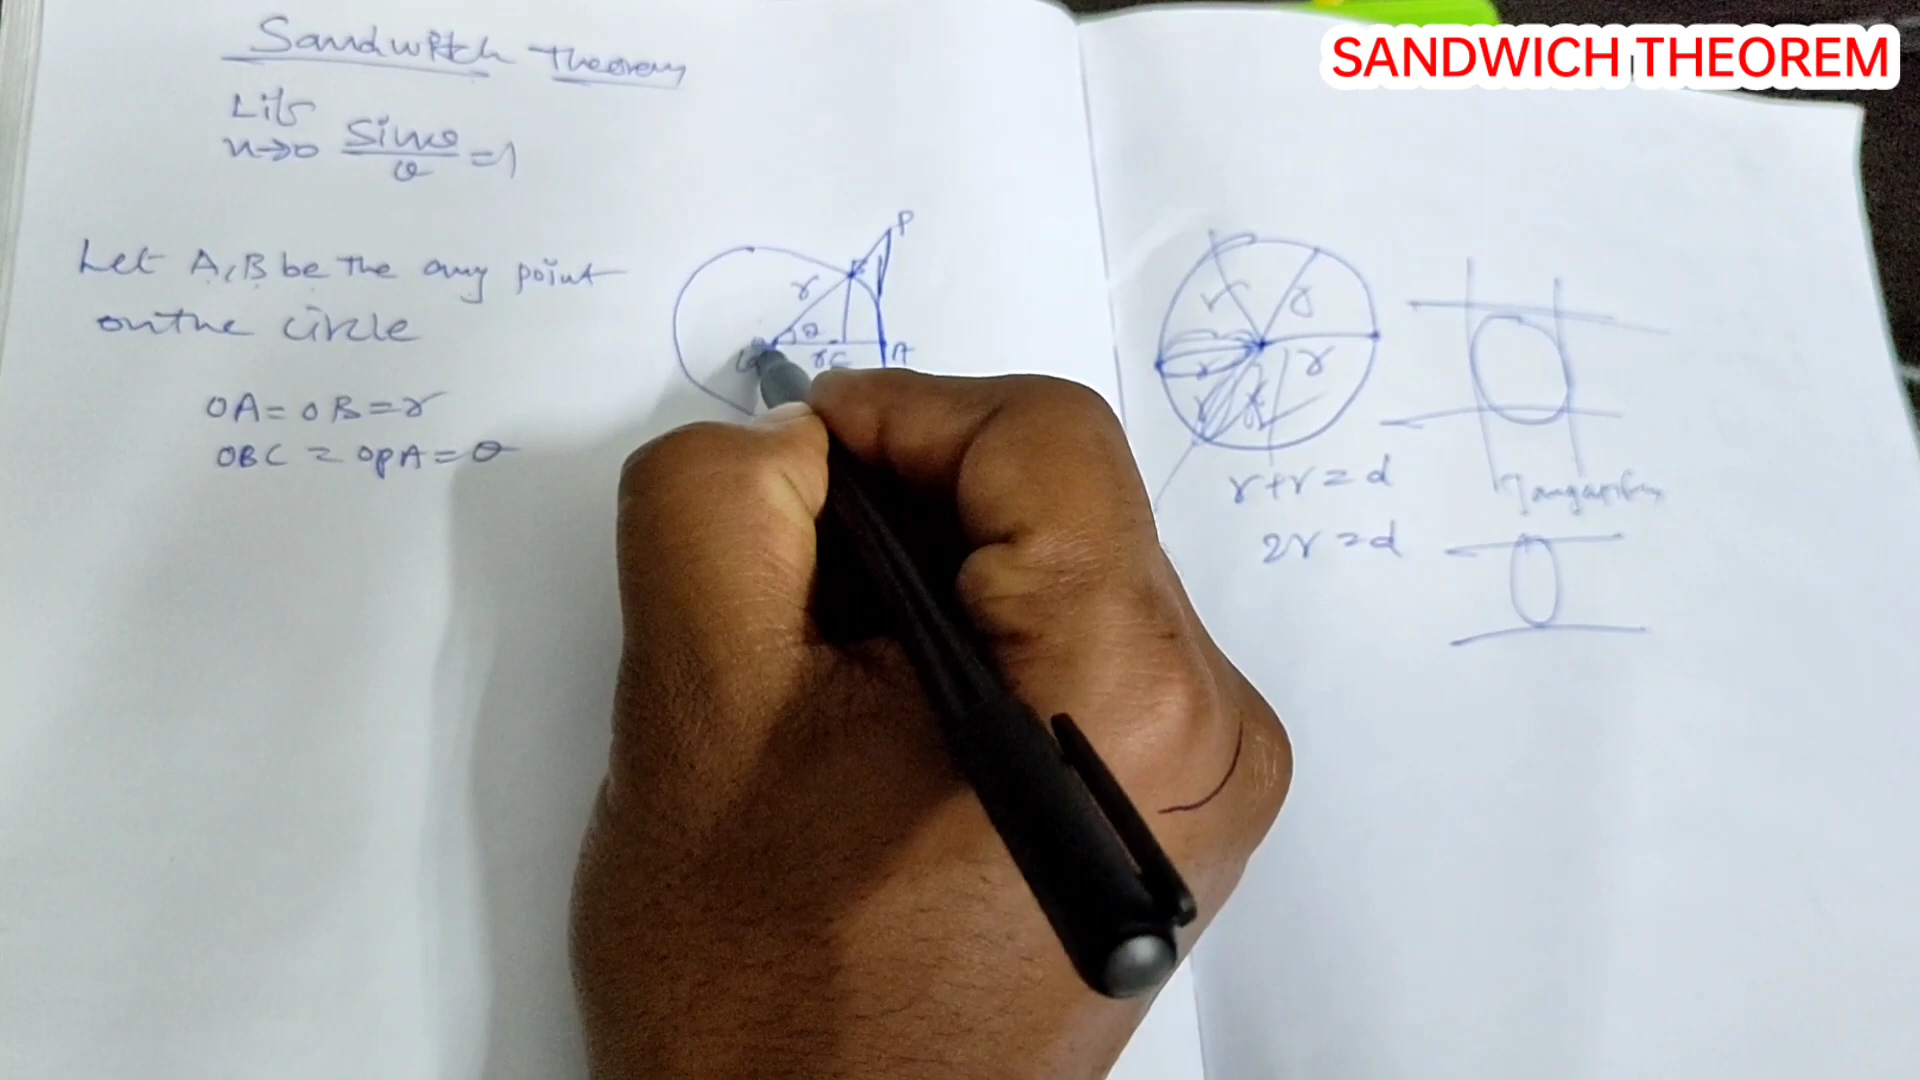 SANDWICH THEOREM
Sandwitch Theorem
Lit
x→0 sinθ/θ =1
Let A,B be the any point
on the circle
OA = OB = r
OBC = OPA = θ
P
B
r
θ
O
r C
A
r
r
r
r
r
r+r = d
2r = d